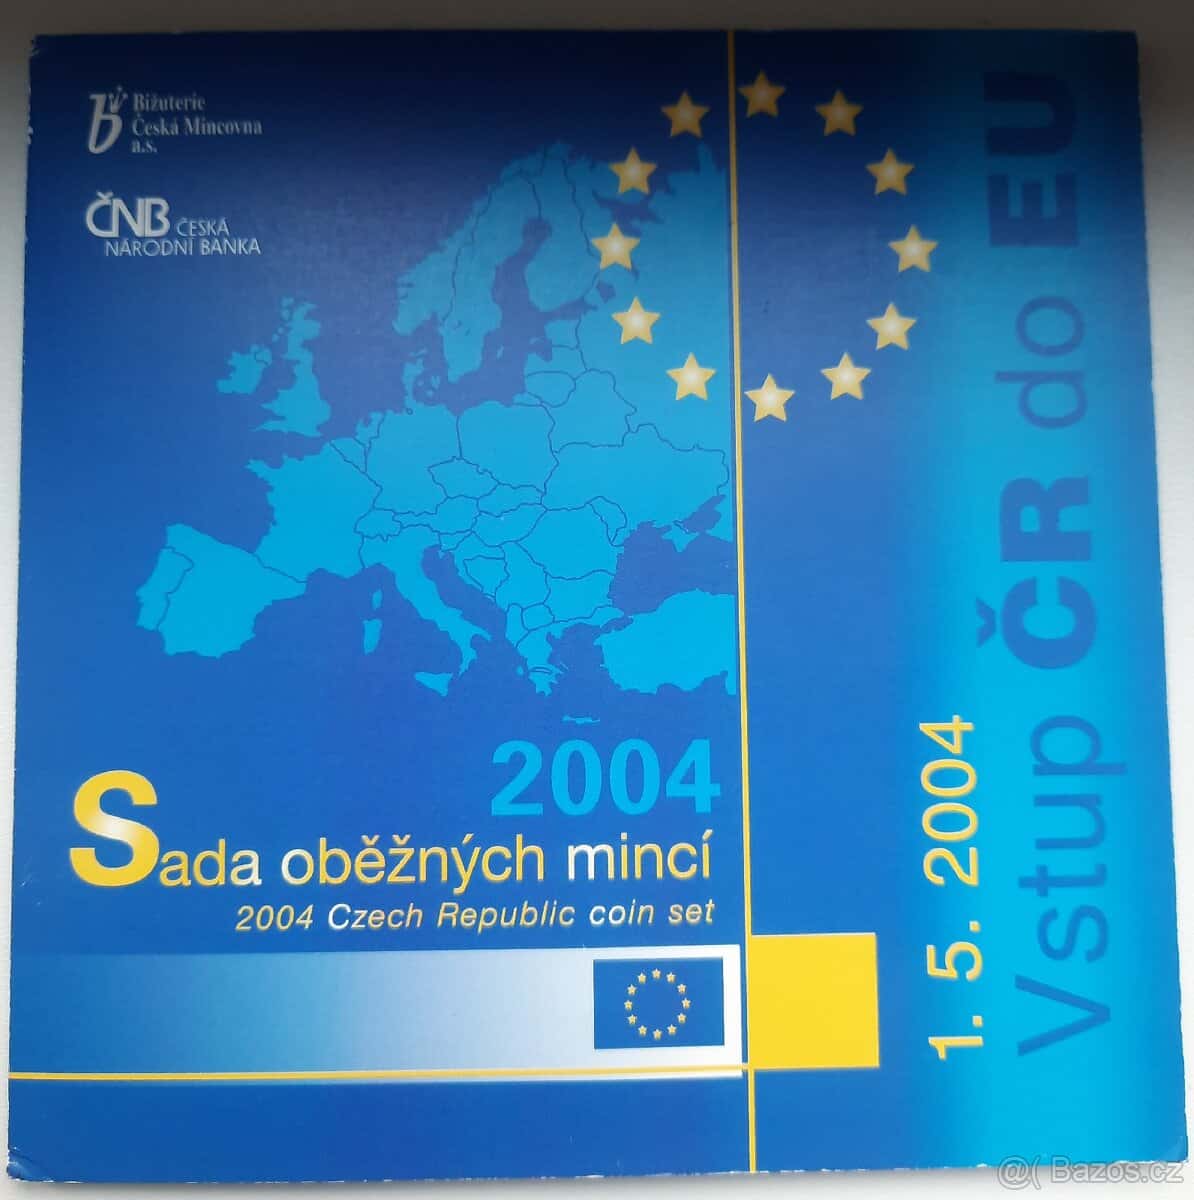 Bižuterie
Česká Mincovna
a.s.
ČNB ČESKÁ
NÁRODNÍ BANKA
2004
Sada oběžných mincí
2004 Czech Republic coin set
1. 5. 2004
Vstup ČR do EU
@( Bazos.cz